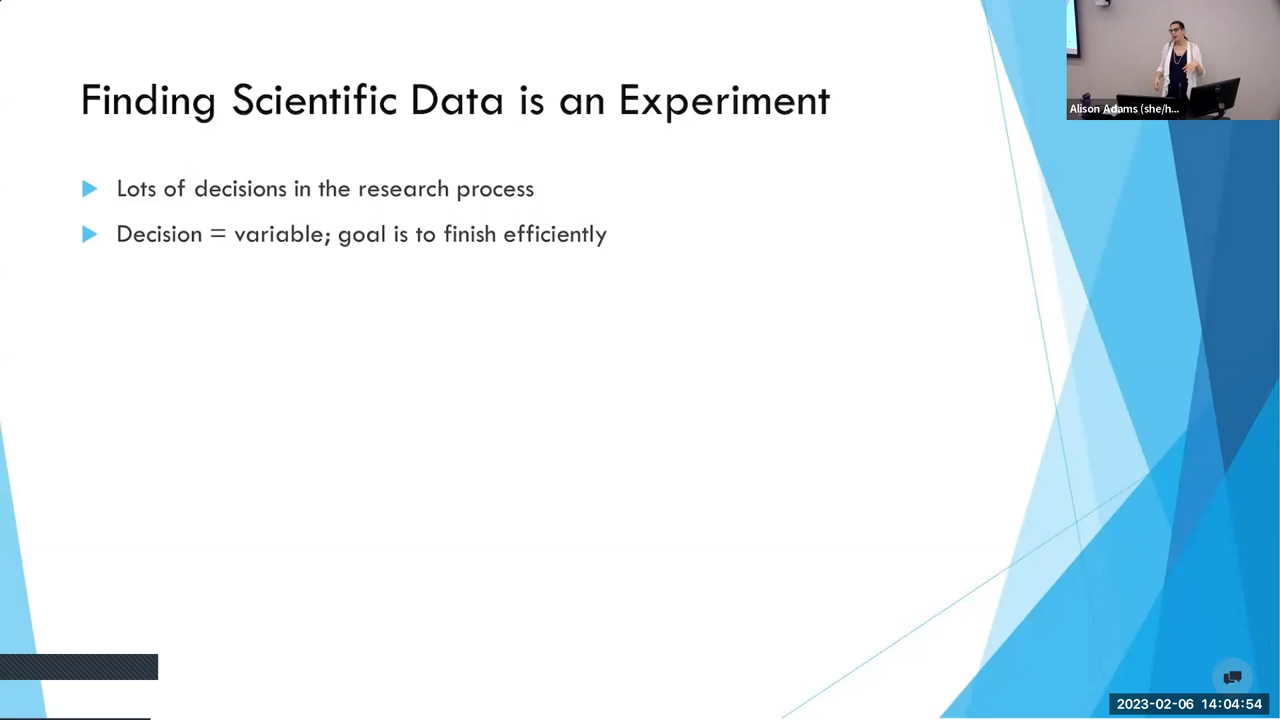 Finding Scientific Data is an Experiment
Lots of decisions in the research process
Decision = variable; goal is to finish efficiently
Alison Adams (she/h...
2023-02-06 14:04:54